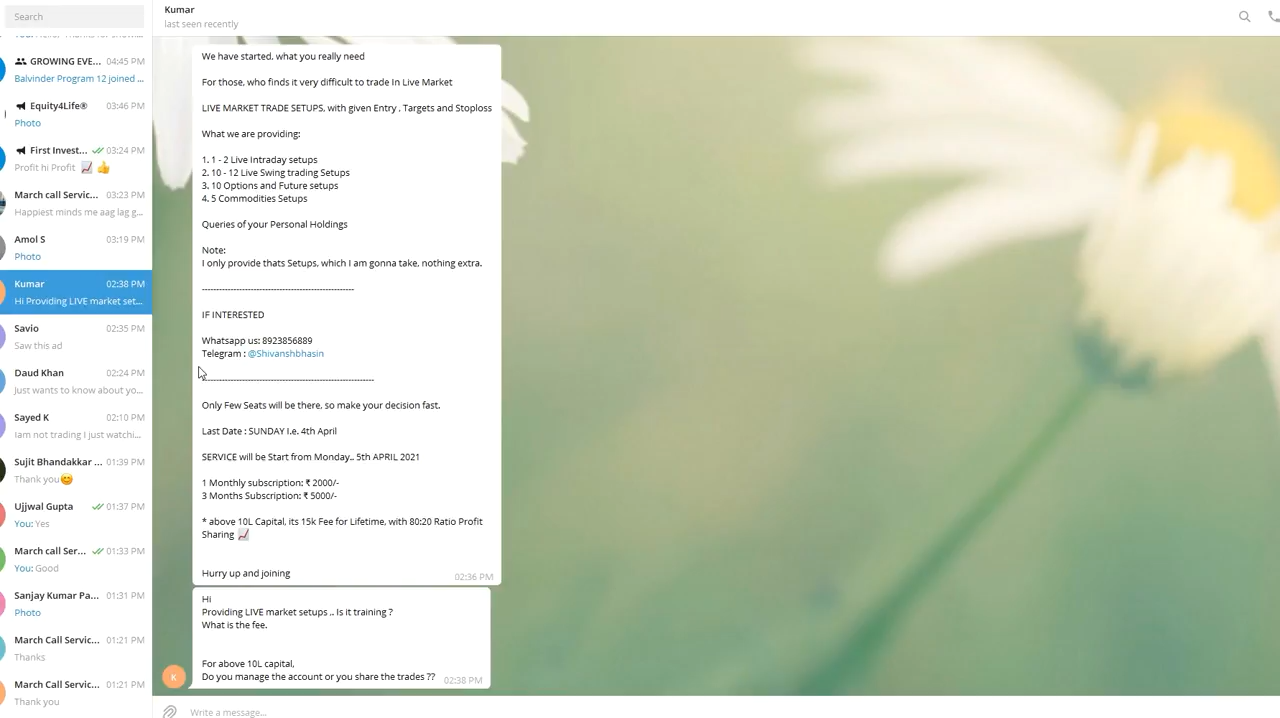 Search
You: Hello, Thanks for showi...
GROWING EVE... 04:45 PM
Balvinder Program 12 joined ...
Equity4Life® 03:46 PM
Photo
First Invest... 03:24 PM
Profit hi Profit 📈 👍
March call Servic... 03:23 PM
Happiest minds me aag lag g...
Amol S 03:19 PM
Photo
Kumar 02:38 PM
Hi Providing LIVE market set...
Savio 02:35 PM
Saw this ad
Daud Khan 02:24 PM
Just wants to know about yo...
Sayed K 02:10 PM
Iam not trading I just watchi...
Sujit Bhandakkar ... 01:39 PM
Thank you😊
Ujjwal Gupta 01:37 PM
You: Yes
March call Ser... 01:33 PM
You: Good
Sanjay Kumar Pa... 01:31 PM
Photo
March Call Servic... 01:21 PM
Thanks
March Call Servic... 01:21 PM
Thank you
Kumar
last seen recently
We have started, what you really need
For those, who finds it very difficult to trade In Live Market
LIVE MARKET TRADE SETUPS, with given Entry , Targets and Stoploss
What we are providing:
1. 1 - 2 Live Intraday setups
2. 10 - 12 Live Swing trading Setups
3. 10 Options and Future setups
4. 5 Commodities Setups
Queries of your Personal Holdings
Note:
I only provide thats Setups, which I am gonna take, nothing extra.
-----------------------------------------------------
IF INTERESTED
Whatsapp us: 8923856889
Telegram : @Shivanshbhasin
------------------------------------------------------------
Only Few Seats will be there, so make your decision fast.
Last Date : SUNDAY I.e. 4th April
SERVICE will be Start from Monday.. 5th APRIL 2021
1 Monthly subscription: ₹ 2000/-
3 Months Subscription: ₹ 5000/-
* above 10L Capital, its 15k Fee for Lifetime, with 80:20 Ratio Profit
Sharing 📈
Hurry up and joining
02:36 PM
Hi
Providing LIVE market setups .. Is it training ?
What is the fee.
For above 10L capital,
Do you manage the account or you share the trades ?? 02:38 PM
K
Write a message...